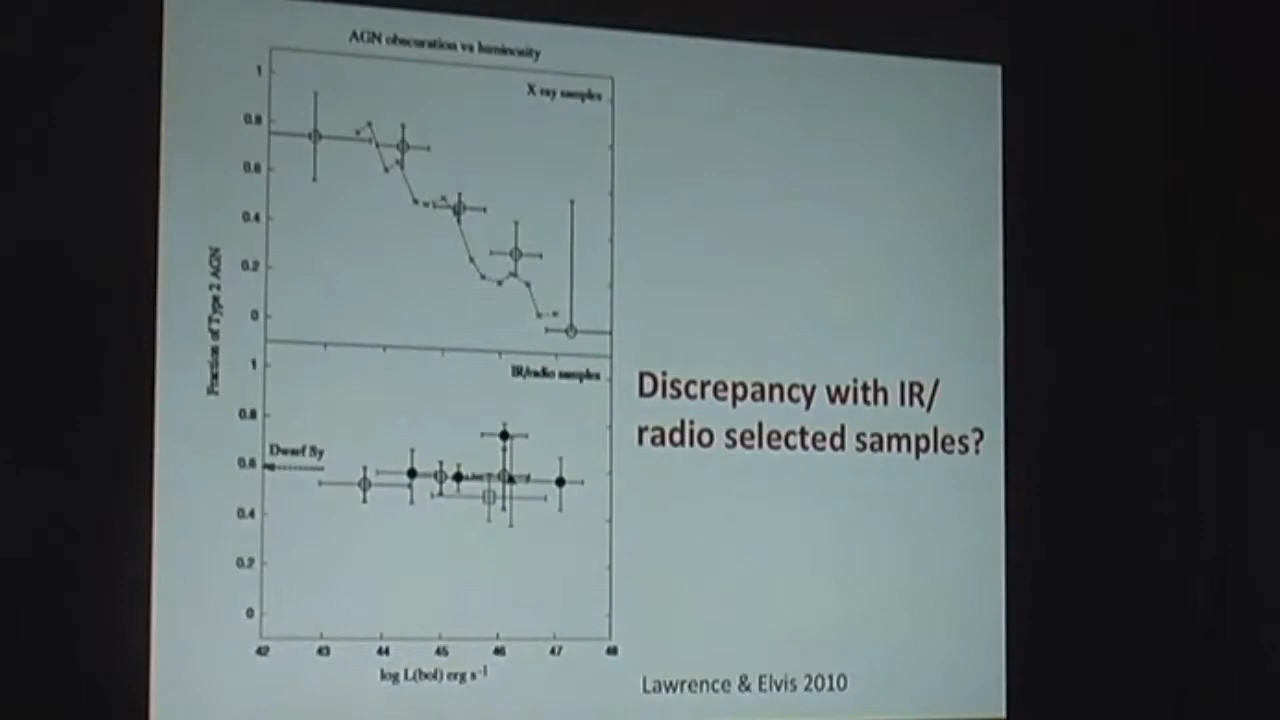 AGN obscuration vs luminosity
X ray samples
1
0.8
0.6
0.4
0.2
0
Fraction of Type 2 AGN
IR/radio samples
1
0.8
Dwarf Sy
0.6
0.4
0.2
0
42 43 44 45 46 47 48
log L(bol) erg s⁻¹
Discrepancy with IR/
radio selected samples?
Lawrence & Elvis 2010